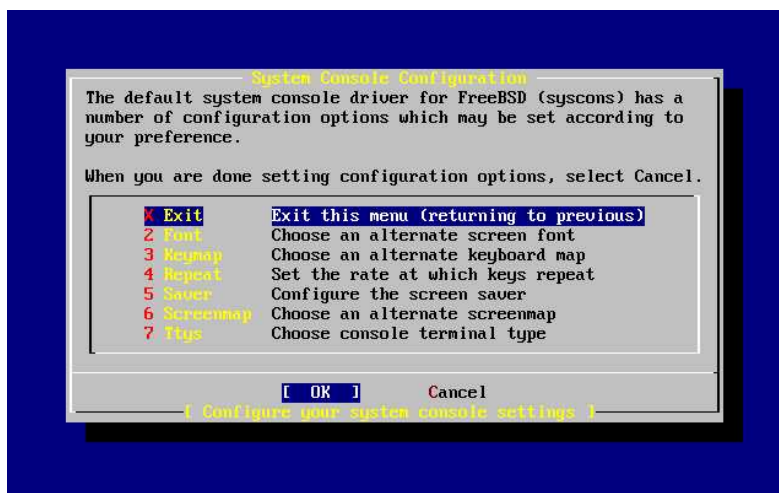 System Console Configuration
The default system console driver for FreeBSD (syscons) has a
number of configuration options which may be set according to
your preference.
When you are done setting configuration options, select Cancel.
X Exit Exit this menu (returning to previous)
2 Font Choose an alternate screen font
3 Keymap Choose an alternate keyboard map
4 Repeat Set the rate at which keys repeat
5 Saver Configure the screen saver
6 Screenmap Choose an alternate screenmap
7 Ttys Choose console terminal type
[ OK ] Cancel
[ Configure your system console settings ]